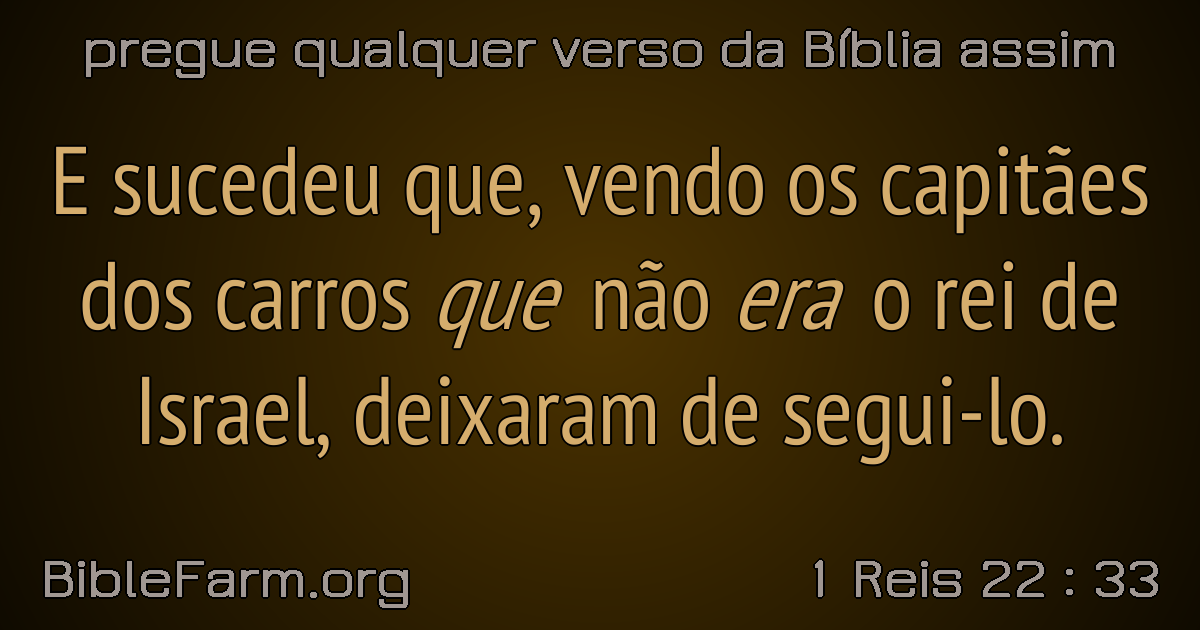 pregue qualquer verso da Bíblia assim
E sucedeu que, vendo os capitães
dos carros que não era o rei de
Israel, deixaram de segui-lo.
BibleFarm.org
1 Reis 22 : 33